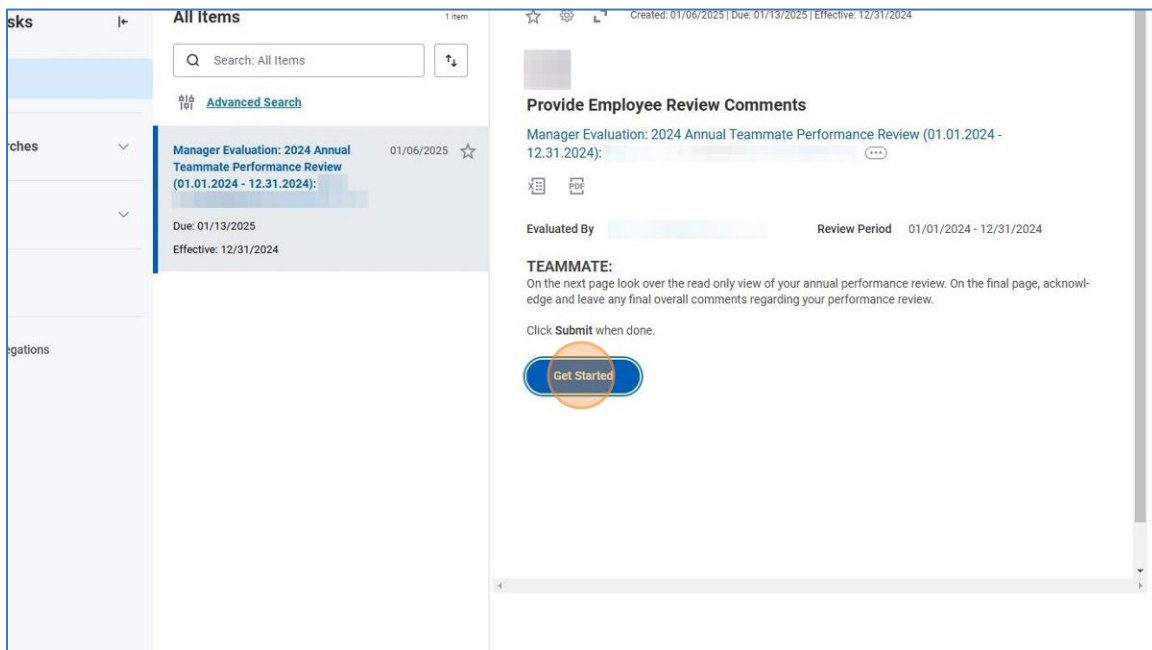 sks
rches
egations
All Items
1 item
Search: All Items
Advanced Search
Manager Evaluation: 2024 Annual
01/06/2025
Teammate Performance Review
(01.01.2024 - 12.31.2024):
Due: 01/13/2025
Effective: 12/31/2024
Created: 01/06/2025 | Due: 01/13/2025 | Effective: 12/31/2024
Provide Employee Review Comments
Manager Evaluation: 2024 Annual Teammate Performance Review (01.01.2024 -
12.31.2024):
PDF
Evaluated By
Review Period 01/01/2024 - 12/31/2024
TEAMMATE:
On the next page look over the read only view of your annual performance review. On the final page, acknowl-
edge and leave any final overall comments regarding your performance review.
Click Submit when done.
Get Started